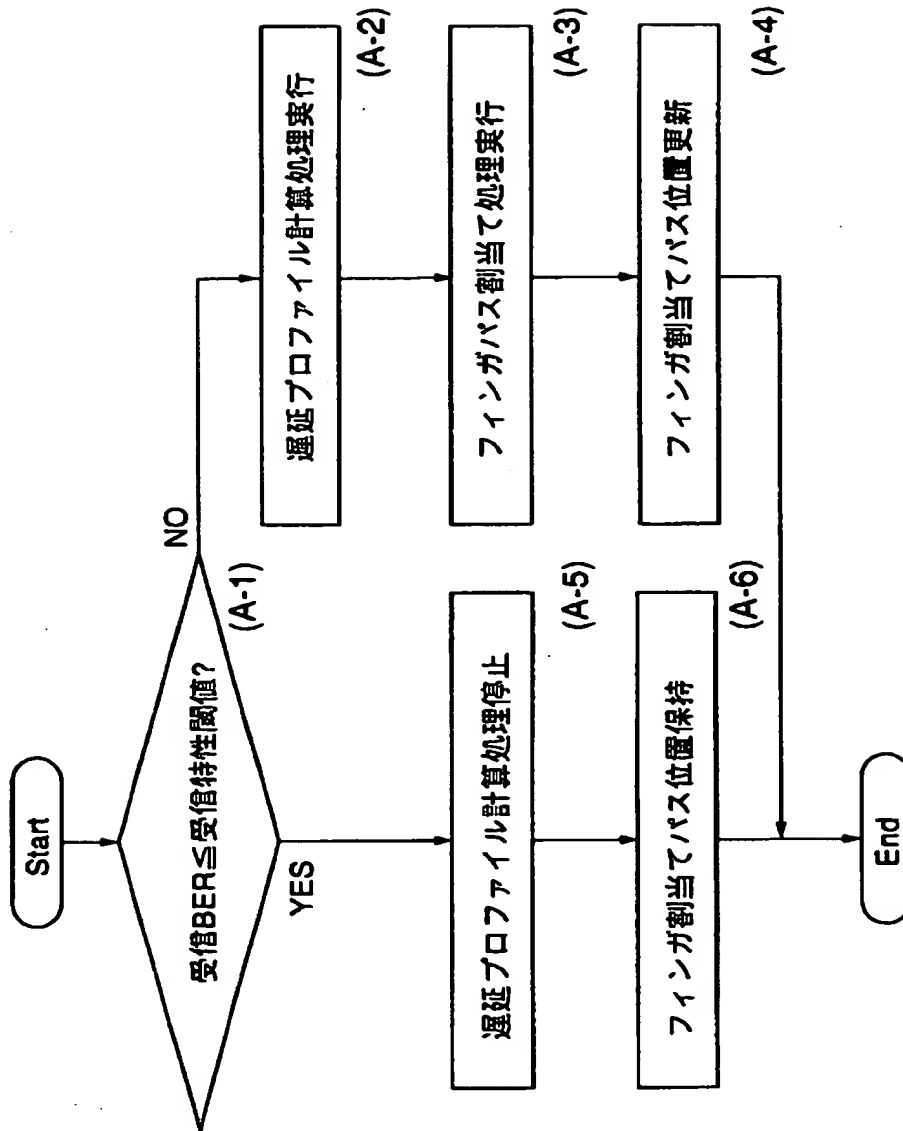 Start
受信BER≦受信特性閾値?
(A-1)
NO
YES
遅延プロファイル計算処理実行
(A-2)
フィンガパス割当て処理実行
(A-3)
フィンガ割当てパス位置更新
(A-4)
遅延プロファイル計算処理停止
(A-5)
フィンガ割当てパス位置保持
(A-6)
End